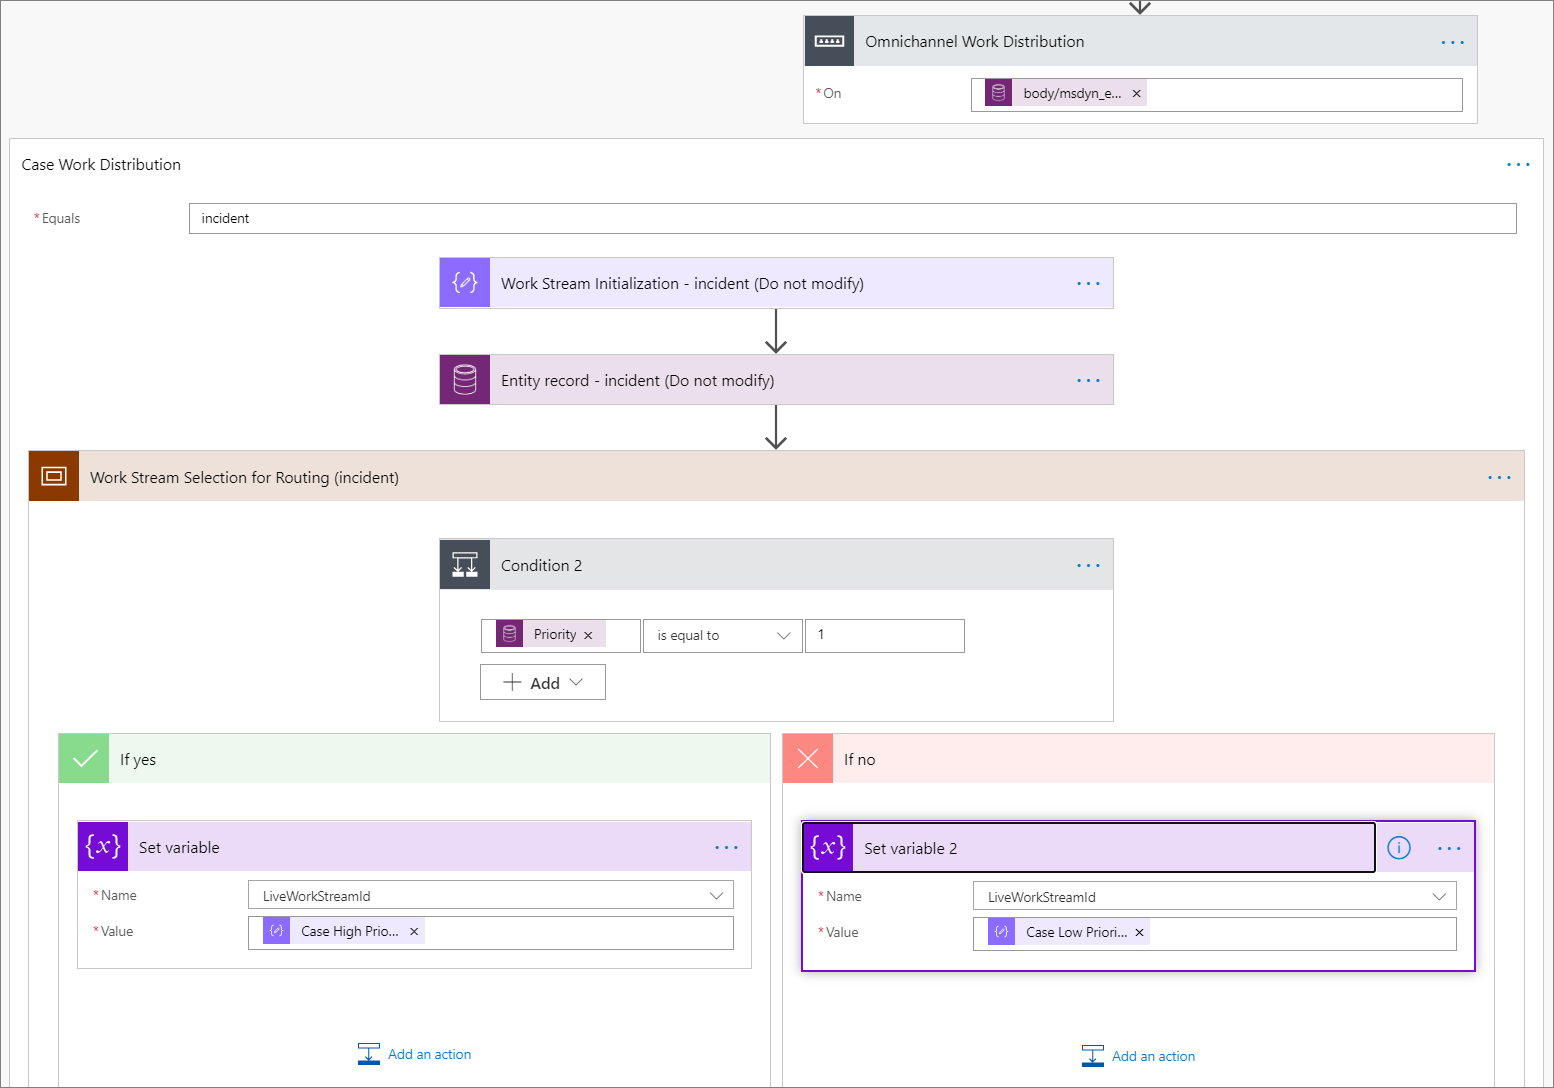 Omnichannel Work Distribution
* On
body/msdyn_e...
Case Work Distribution
* Equals
incident
Work Stream Initialization - incident (Do not modify)
Entity record - incident (Do not modify)
Work Stream Selection for Routing (incident)
Condition 2
Priority is equal to 1
Add
If yes
If no
{x} Set variable
* Name LiveWorkStreamId
* Value Case High Prio...
Add an action
{x} Set variable 2
* Name LiveWorkStreamId
* Value Case Low Priori...
Add an action